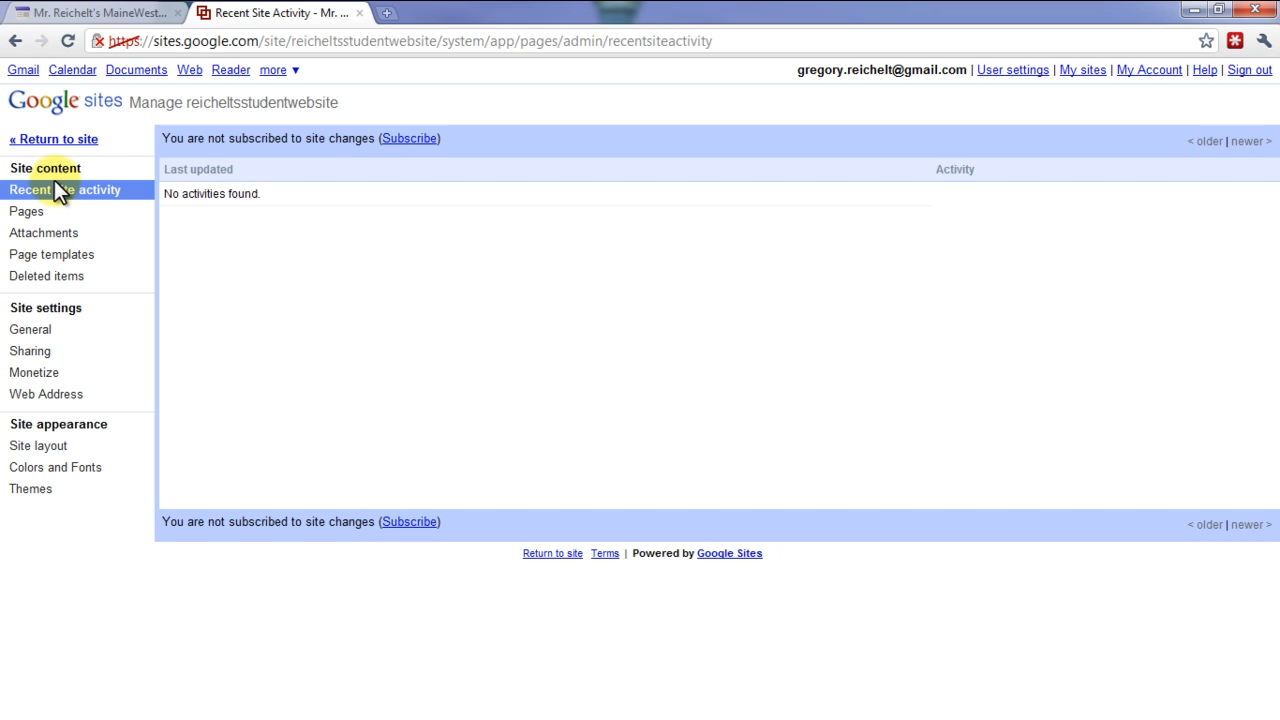 Mr. Reichelt's MaineWest... × Recent Site Activity - Mr. ... ×
https://sites.google.com/site/reicheltsstudentwebsite/system/app/pages/admin/recentsiteactivity
Gmail Calendar Documents Web Reader more ▼ gregory.reichelt@gmail.com | User settings | My sites | My Account | Help | Sign out
Google sites Manage reicheltsstudentwebsite
« Return to site
Site content
Recent site activity
Pages
Attachments
Page templates
Deleted items
Site settings
General
Sharing
Monetize
Web Address
Site appearance
Site layout
Colors and Fonts
Themes
You are not subscribed to site changes (Subscribe) < older | newer >
Last updated Activity
No activities found.
You are not subscribed to site changes (Subscribe) < older | newer >
Return to site Terms | Powered by Google Sites